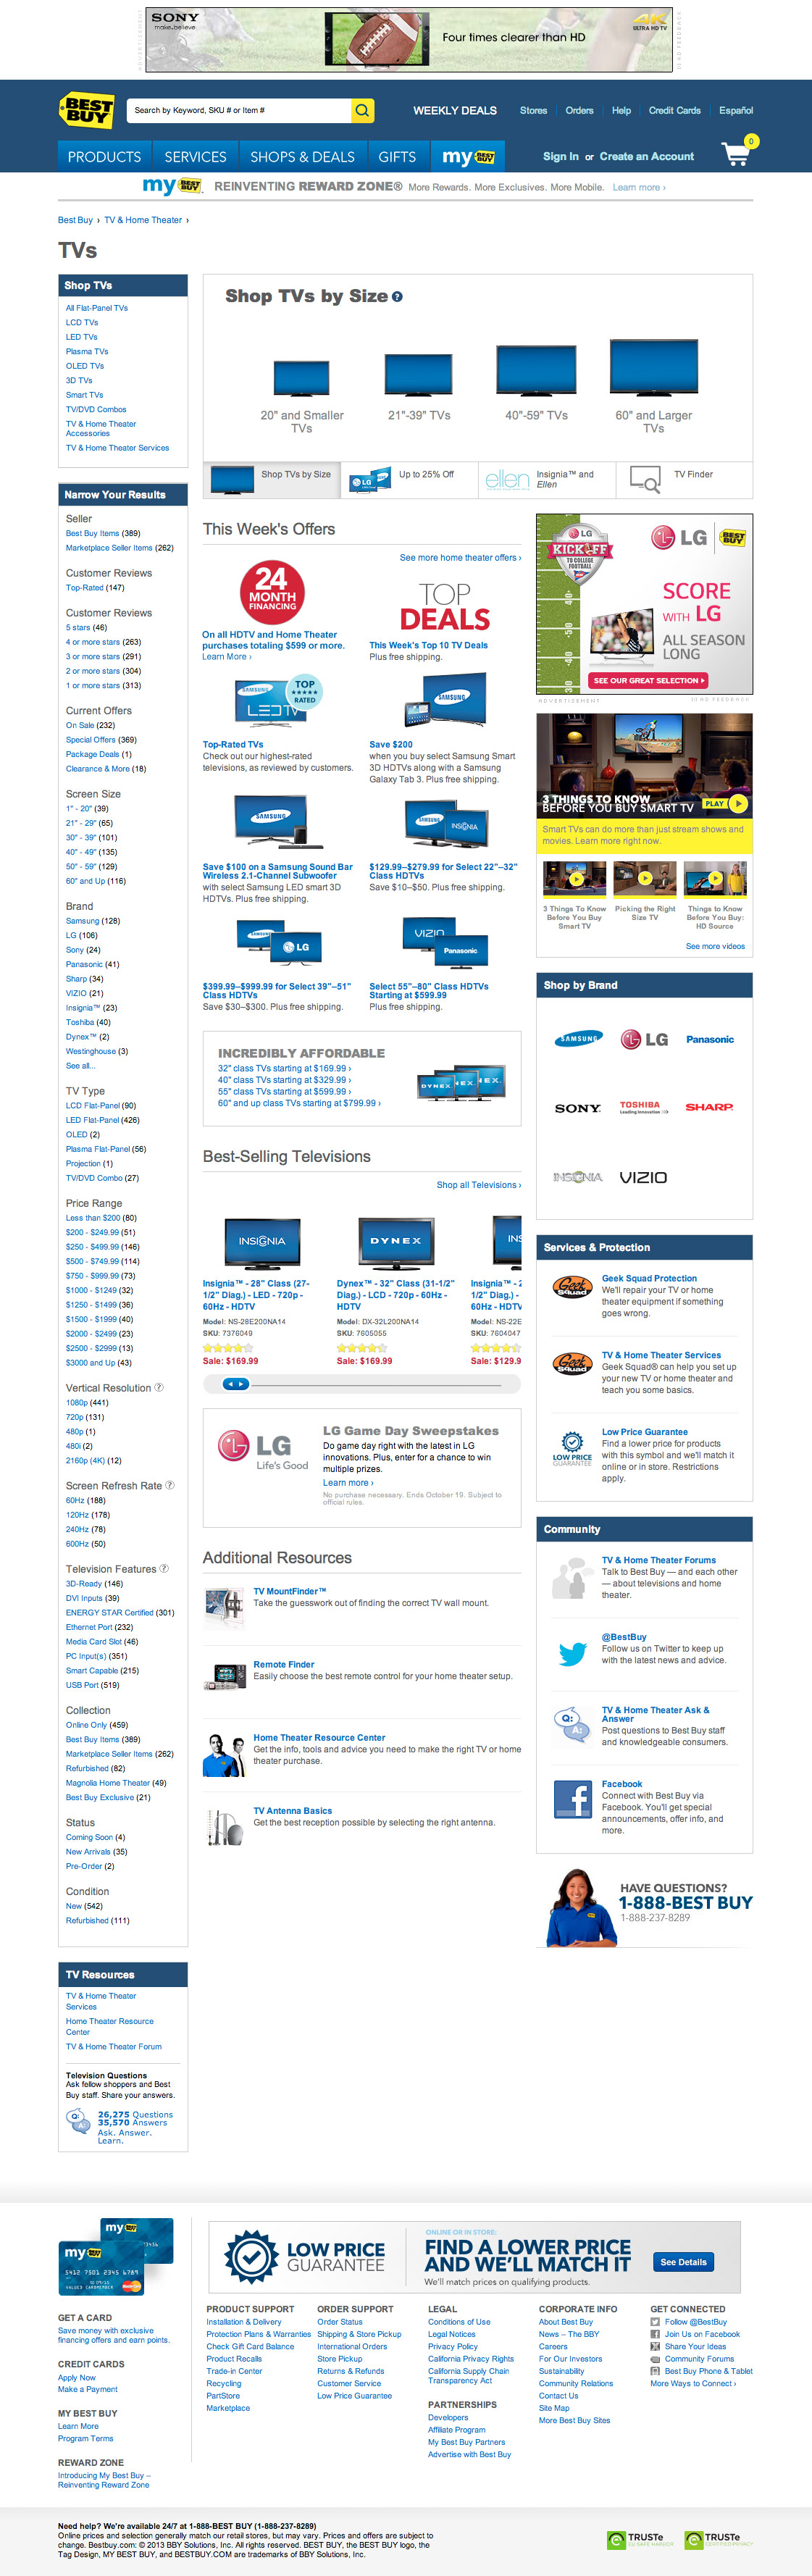 SONY
make.believe
Four times clearer than HD
4K
ULTRA HD TV
ADVERTISEMENT
AD FEEDBACK
BEST BUY
Search by Keyword, SKU # or Item #
WEEKLY DEALS
Stores
Orders
Help
Credit Cards
Español
PRODUCTS
SERVICES
SHOPS & DEALS
GIFTS
my BEST BUY
Sign In or Create an Account
0
my BEST BUY REINVENTING REWARD ZONE® More Rewards. More Exclusives. More Mobile. Learn more ›
Best Buy › TV & Home Theater ›
TVs
Shop TVs
All Flat-Panel TVs
LCD TVs
LED TVs
Plasma TVs
OLED TVs
3D TVs
Smart TVs
TV/DVD Combos
TV & Home Theater
Accessories
TV & Home Theater Services
Narrow Your Results
Seller
Best Buy Items (389)
Marketplace Seller Items (262)
Customer Reviews
Top-Rated (147)
Customer Reviews
5 stars (46)
4 or more stars (263)
3 or more stars (291)
2 or more stars (304)
1 or more stars (313)
Current Offers
On Sale (232)
Special Offers (369)
Package Deals (1)
Clearance & More (18)
Screen Size
1" - 20" (39)
21" - 29" (65)
30" - 39" (101)
40" - 49" (135)
50" - 59" (129)
60" and Up (116)
Brand
Samsung (128)
LG (106)
Sony (24)
Panasonic (41)
Sharp (34)
VIZIO (21)
Insignia™ (23)
Toshiba (40)
Dynex™ (2)
Westinghouse (3)
See all...
TV Type
LCD Flat-Panel (90)
LED Flat-Panel (426)
OLED (2)
Plasma Flat-Panel (56)
Projection (1)
TV/DVD Combo (27)
Price Range
Less than $200 (80)
$200 - $249.99 (51)
$250 - $499.99 (146)
$500 - $749.99 (114)
$750 - $999.99 (73)
$1000 - $1249 (32)
$1250 - $1499 (36)
$1500 - $1999 (40)
$2000 - $2499 (23)
$2500 - $2999 (13)
$3000 and Up (43)
Vertical Resolution ?
1080p (441)
720p (131)
480p (1)
480i (2)
2160p (4K) (12)
Screen Refresh Rate ?
60Hz (188)
120Hz (178)
240Hz (78)
600Hz (50)
Television Features ?
3D-Ready (146)
DVI Inputs (39)
ENERGY STAR Certified (301)
Ethernet Port (232)
Media Card Slot (46)
PC Input(s) (351)
Smart Capable (215)
USB Port (519)
Collection
Online Only (459)
Best Buy Items (389)
Marketplace Seller Items (262)
Refurbished (82)
Magnolia Home Theater (49)
Best Buy Exclusive (21)
Status
Coming Soon (4)
New Arrivals (35)
Pre-Order (2)
Condition
New (542)
Refurbished (111)
TV Resources
TV & Home Theater
Services
Home Theater Resource
Center
TV & Home Theater Forum
Television Questions
Ask fellow shoppers and Best
Buy staff. Share your answers.
Q:
A:
26,275 Questions
35,570 Answers
Ask. Answer.
Learn.
Shop TVs by Size ?
20" and Smaller
TVs
21"-39" TVs
40"-59" TVs
60" and Larger
TVs
Shop TVs by Size
LG
Up to 25% Off
ellen
Insignia™ and
Ellen
TV Finder
This Week's Offers
See more home theater offers ›
24
MONTH
FINANCING
On all HDTV and Home Theater
purchases totaling $599 or more.
Learn More ›
TOP
DEALS
This Week's Top 10 TV Deals
Plus free shipping.
SAMSUNG
LEDTV
TOP
RATED
Top-Rated TVs
Check out our highest-rated
televisions, as reviewed by customers.
SAMSUNG
Save $200
when you buy select Samsung Smart
3D HDTVs along with a Samsung
Galaxy Tab 3. Plus free shipping.
SAMSUNG
Save $100 on a Samsung Sound Bar
Wireless 2.1-Channel Subwoofer
with select Samsung LED smart 3D
HDTVs. Plus free shipping.
SAMSUNG
INSIGNIA
$129.99–$279.99 for Select 22"–32"
Class HDTVs
Save $10–$50. Plus free shipping.
SAMSUNG
LG
$399.99–$999.99 for Select 39"–51"
Class HDTVs
Save $30–$300. Plus free shipping.
VIZIO
Panasonic
Select 55"–80" Class HDTVs
Starting at $599.99
Plus free shipping.
INCREDIBLY AFFORDABLE
32" class TVs starting at $169.99 ›
40" class TVs starting at $329.99 ›
55" class TVs starting at $599.99 ›
60" and up class TVs starting at $799.99 ›
DYNEX
EX.
EX.
Best-Selling Televisions
Shop all Televisions ›
INSIGNIA
Insignia™ - 28" Class (27-
1/2" Diag.) - LED - 720p -
60Hz - HDTV
Model: NS-28E200NA14
SKU: 7376049
Sale: $169.99
DYNEX
Dynex™ - 32" Class (31-1/2"
Diag.) - LCD - 720p - 60Hz -
HDTV
Model: DX-32L200NA14
SKU: 7605055
Sale: $169.99
INS
Insignia™ - 2
1/2" Diag.) -
60Hz - HDTV
Model: NS-22E
SKU: 7604047
Sale: $129.9
LG
Life's Good
LG Game Day Sweepstakes
Do game day right with the latest in LG
innovations. Plus, enter for a chance to win
multiple prizes.
Learn more ›
No purchase necessary. Ends October 19. Subject to
official rules.
Additional Resources
TV MountFinder™
Take the guesswork out of finding the correct TV wall mount.
Remote Finder
Easily choose the best remote control for your home theater setup.
Home Theater Resource Center
Get the info, tools and advice you need to make the right TV or home
theater purchase.
TV Antenna Basics
Get the best reception possible by selecting the right antenna.
LG
KICK FF
TO COLLEGE
FOOTBALL
LG
BEST BUY
SCORE
WITH LG
ALL SEASON
LONG
SEE OUR GREAT SELECTION
ADVERTISEMENT
AD FEEDBACK
3 THINGS TO KNOW
BEFORE YOU BUY SMART TV
PLAY
Smart TVs can do more than just stream shows and
movies. Learn more right now.
3 Things To Know
Before You Buy
Smart TV
Picking the Right
Size TV
Things to Know
Before You Buy:
HD Source
See more videos
Shop by Brand
SAMSUNG
LG
Panasonic
SONY
TOSHIBA
Leading Innovation
SHARP
INSIGNIA
VIZIO
Services & Protection
Geek Squad
Geek Squad Protection
We'll repair your TV or home
theater equipment if something
goes wrong.
Geek Squad
TV & Home Theater Services
Geek Squad® can help you set up
your new TV or home theater and
teach you some basics.
LOW PRICE
GUARANTEE
Low Price Guarantee
Find a lower price for products
with this symbol and we'll match it
online or in store. Restrictions
apply.
Community
TV & Home Theater Forums
Talk to Best Buy — and each other
— about televisions and home
theater.
@BestBuy
Follow us on Twitter to keep up
with the latest news and advice.
Q:
A:
TV & Home Theater Ask &
Answer
Post questions to Best Buy staff
and knowledgeable consumers.
Facebook
Connect with Best Buy via
Facebook. You'll get special
announcements, offer info, and
more.
HAVE QUESTIONS?
1-888-BEST BUY
1-888-237-8289
my BEST BUY
my BEST BUY
5412 7501 2345 6789
GET A CARD
Save money with exclusive
financing offers and earn points.
CREDIT CARDS
Apply Now
Make a Payment
MY BEST BUY
Learn More
Program Terms
REWARD ZONE
Introducing My Best Buy –
Reinventing Reward Zone
LOW PRICE
GUARANTEE
ONLINE OR IN STORE:
FIND A LOWER PRICE
AND WE'LL MATCH IT
We'll match prices on qualifying products.
See Details
PRODUCT SUPPORT
Installation & Delivery
Protection Plans & Warranties
Check Gift Card Balance
Product Recalls
Trade-in Center
Recycling
PartStore
Marketplace
ORDER SUPPORT
Order Status
Shipping & Store Pickup
International Orders
Store Pickup
Returns & Refunds
Customer Service
Low Price Guarantee
LEGAL
Conditions of Use
Legal Notices
Privacy Policy
California Privacy Rights
California Supply Chain
Transparency Act
PARTNERSHIPS
Developers
Affiliate Program
My Best Buy Partners
Advertise with Best Buy
CORPORATE INFO
About Best Buy
News – The BBY
Careers
For Our Investors
Sustainability
Community Relations
Contact Us
Site Map
More Best Buy Sites
GET CONNECTED
Follow @BestBuy
Join Us on Facebook
Share Your Ideas
Community Forums
Best Buy Phone & Tablet
More Ways to Connect ›
Need help? We're available 24/7 at 1-888-BEST BUY (1-888-237-8289)
Online prices and selection generally match our retail stores, but may vary. Prices and offers are subject to
change. Bestbuy.com: © 2013 BBY Solutions, Inc. All rights reserved. BEST BUY, the BEST BUY logo, the
Tag Design, MY BEST BUY, and BESTBUY.COM are trademarks of BBY Solutions, Inc.
TRUSTe
EU SAFE HARBOR
TRUSTe
CERTIFIED PRIVACY